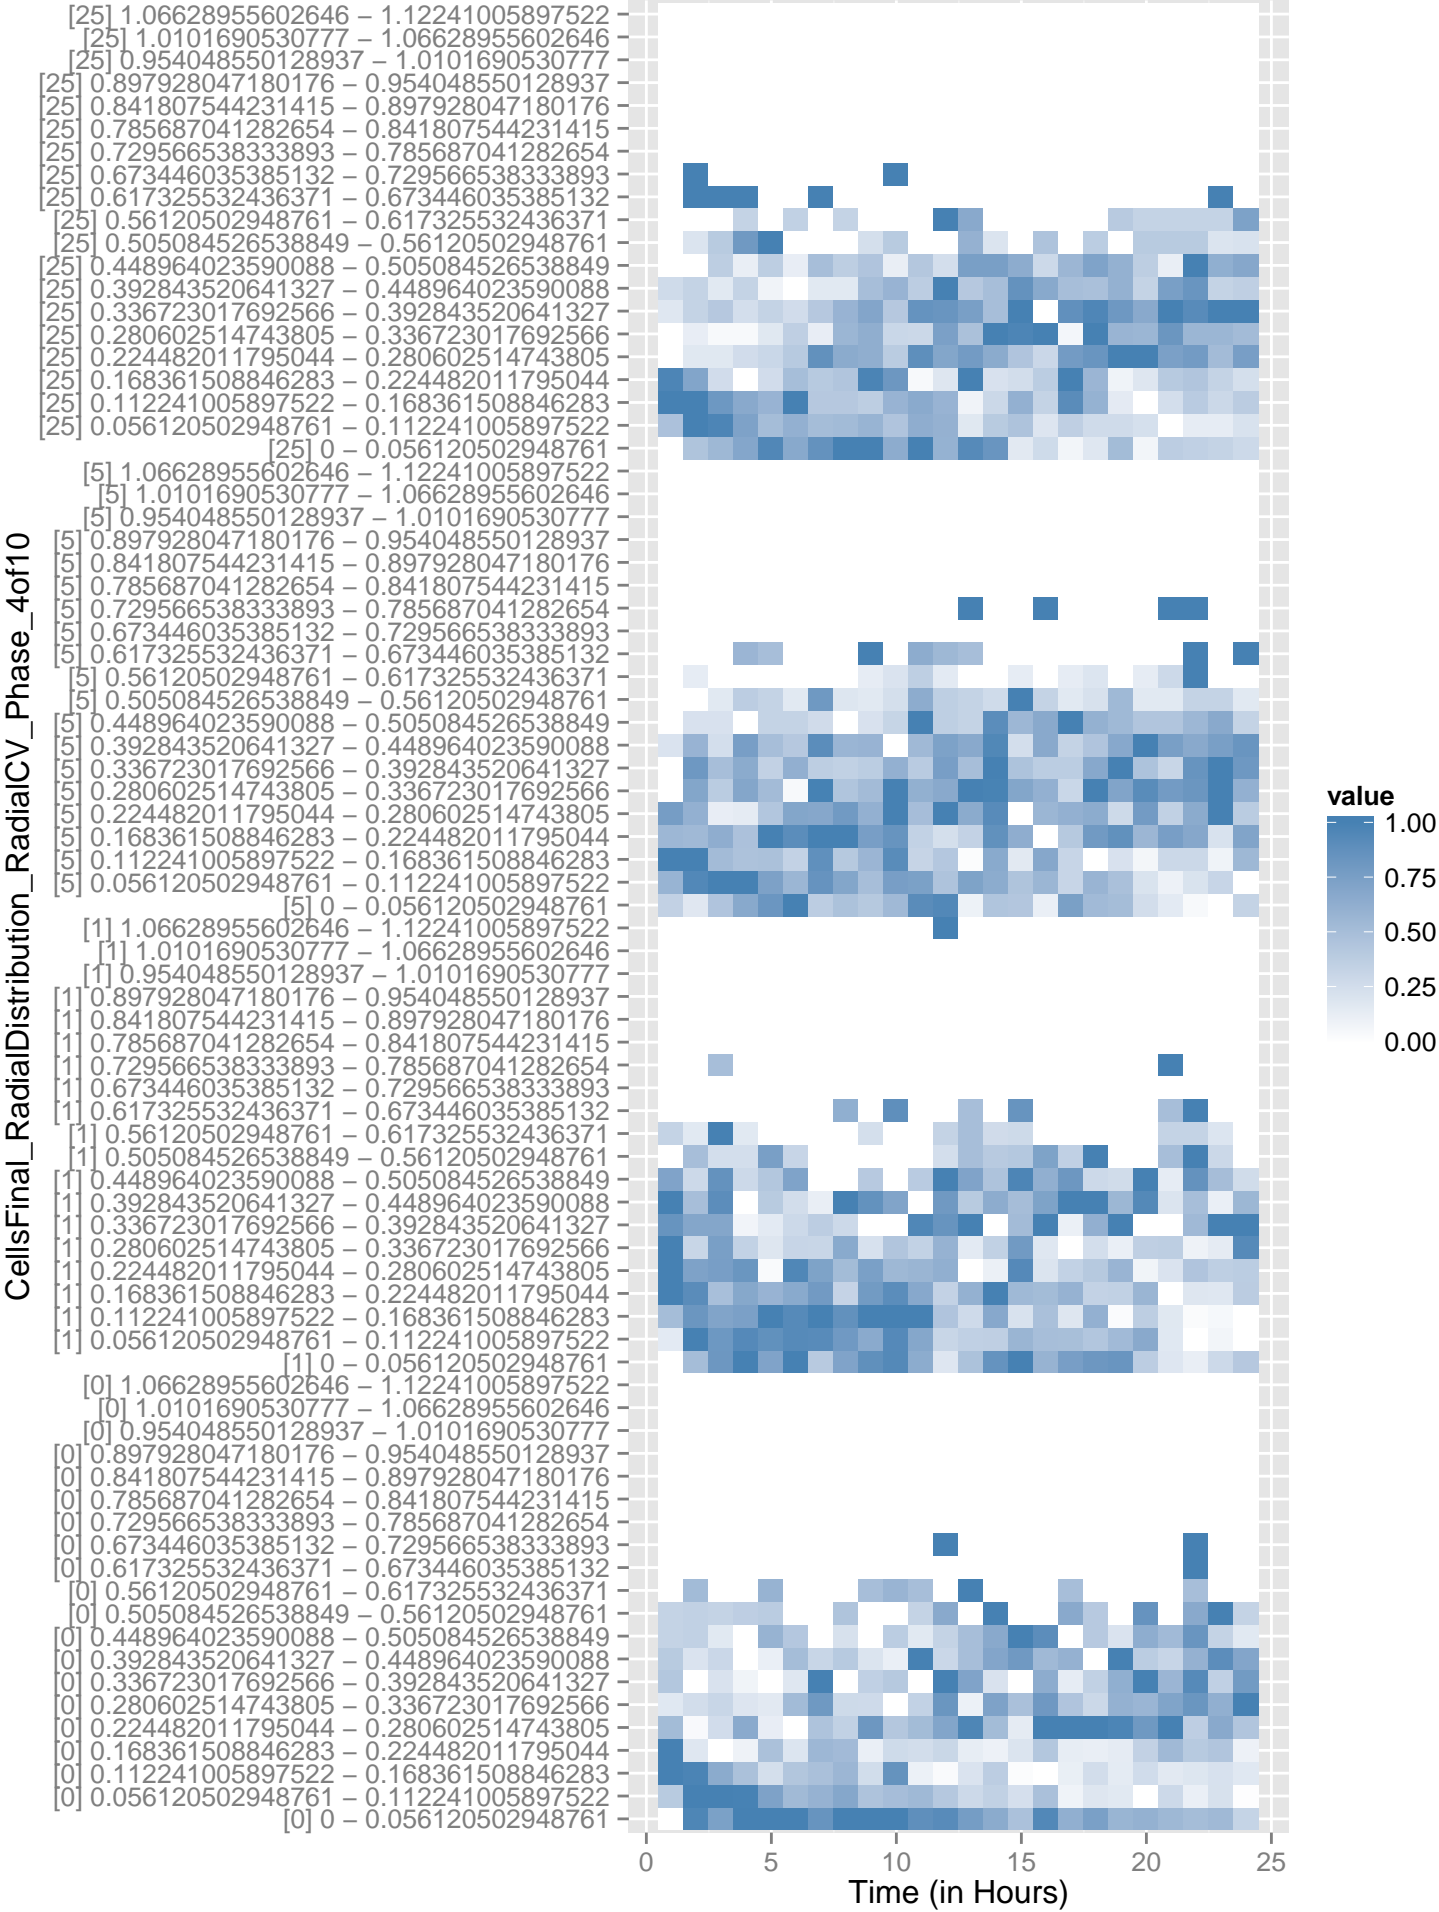 [25] 1.06628955602646 – 1.12241005897522
[25] 1.0101690530777 – 1.06628955602646
[25] 0.954048550128937 – 1.0101690530777
[25] 0.897928047180176 – 0.954048550128937
[25] 0.841807544231415 – 0.897928047180176
[25] 0.785687041282654 – 0.841807544231415
[25] 0.729566538333893 – 0.785687041282654
[25] 0.673446035385132 – 0.729566538333893
[25] 0.617325532436371 – 0.673446035385132
[25] 0.56120502948761 – 0.617325532436371
[25] 0.505084526538849 – 0.56120502948761
[25] 0.448964023590088 – 0.505084526538849
[25] 0.392843520641327 – 0.448964023590088
[25] 0.336723017692566 – 0.392843520641327
[25] 0.280602514743805 – 0.336723017692566
[25] 0.224482011795044 – 0.280602514743805
[25] 0.168361508846283 – 0.224482011795044
[25] 0.112241005897522 – 0.168361508846283
[25] 0.056120502948761 – 0.112241005897522
[25] 0 – 0.056120502948761
[5] 1.06628955602646 – 1.12241005897522
[5] 1.0101690530777 – 1.06628955602646
[5] 0.954048550128937 – 1.0101690530777
[5] 0.897928047180176 – 0.954048550128937
[5] 0.841807544231415 – 0.897928047180176
[5] 0.785687041282654 – 0.841807544231415
[5] 0.729566538333893 – 0.785687041282654
[5] 0.673446035385132 – 0.729566538333893
[5] 0.617325532436371 – 0.673446035385132
[5] 0.56120502948761 – 0.617325532436371
[5] 0.505084526538849 – 0.56120502948761
[5] 0.448964023590088 – 0.505084526538849
[5] 0.392843520641327 – 0.448964023590088
[5] 0.336723017692566 – 0.392843520641327
[5] 0.280602514743805 – 0.336723017692566
[5] 0.224482011795044 – 0.280602514743805
[5] 0.168361508846283 – 0.224482011795044
[5] 0.112241005897522 – 0.168361508846283
[5] 0.056120502948761 – 0.112241005897522
[5] 0 – 0.056120502948761
[1] 1.06628955602646 – 1.12241005897522
[1] 1.0101690530777 – 1.06628955602646
[1] 0.954048550128937 – 1.0101690530777
[1] 0.897928047180176 – 0.954048550128937
[1] 0.841807544231415 – 0.897928047180176
[1] 0.785687041282654 – 0.841807544231415
[1] 0.729566538333893 – 0.785687041282654
[1] 0.673446035385132 – 0.729566538333893
[1] 0.617325532436371 – 0.673446035385132
[1] 0.56120502948761 – 0.617325532436371
[1] 0.505084526538849 – 0.56120502948761
[1] 0.448964023590088 – 0.505084526538849
[1] 0.392843520641327 – 0.448964023590088
[1] 0.336723017692566 – 0.392843520641327
[1] 0.280602514743805 – 0.336723017692566
[1] 0.224482011795044 – 0.280602514743805
[1] 0.168361508846283 – 0.224482011795044
[1] 0.112241005897522 – 0.168361508846283
[1] 0.056120502948761 – 0.112241005897522
[1] 0 – 0.056120502948761
[0] 1.06628955602646 – 1.12241005897522
[0] 1.0101690530777 – 1.06628955602646
[0] 0.954048550128937 – 1.0101690530777
[0] 0.897928047180176 – 0.954048550128937
[0] 0.841807544231415 – 0.897928047180176
[0] 0.785687041282654 – 0.841807544231415
[0] 0.729566538333893 – 0.785687041282654
[0] 0.673446035385132 – 0.729566538333893
[0] 0.617325532436371 – 0.673446035385132
[0] 0.56120502948761 – 0.617325532436371
[0] 0.505084526538849 – 0.56120502948761
[0] 0.448964023590088 – 0.505084526538849
[0] 0.392843520641327 – 0.448964023590088
[0] 0.336723017692566 – 0.392843520641327
[0] 0.280602514743805 – 0.336723017692566
[0] 0.224482011795044 – 0.280602514743805
[0] 0.168361508846283 – 0.224482011795044
[0] 0.112241005897522 – 0.168361508846283
[0] 0.056120502948761 – 0.112241005897522
[0] 0 – 0.056120502948761
CellsFinal_RadialDistribution_RadialCV_Phase_4of10
0 5 10 15 20 25
Time (in Hours)
value
1.00
0.75
0.50
0.25
0.00